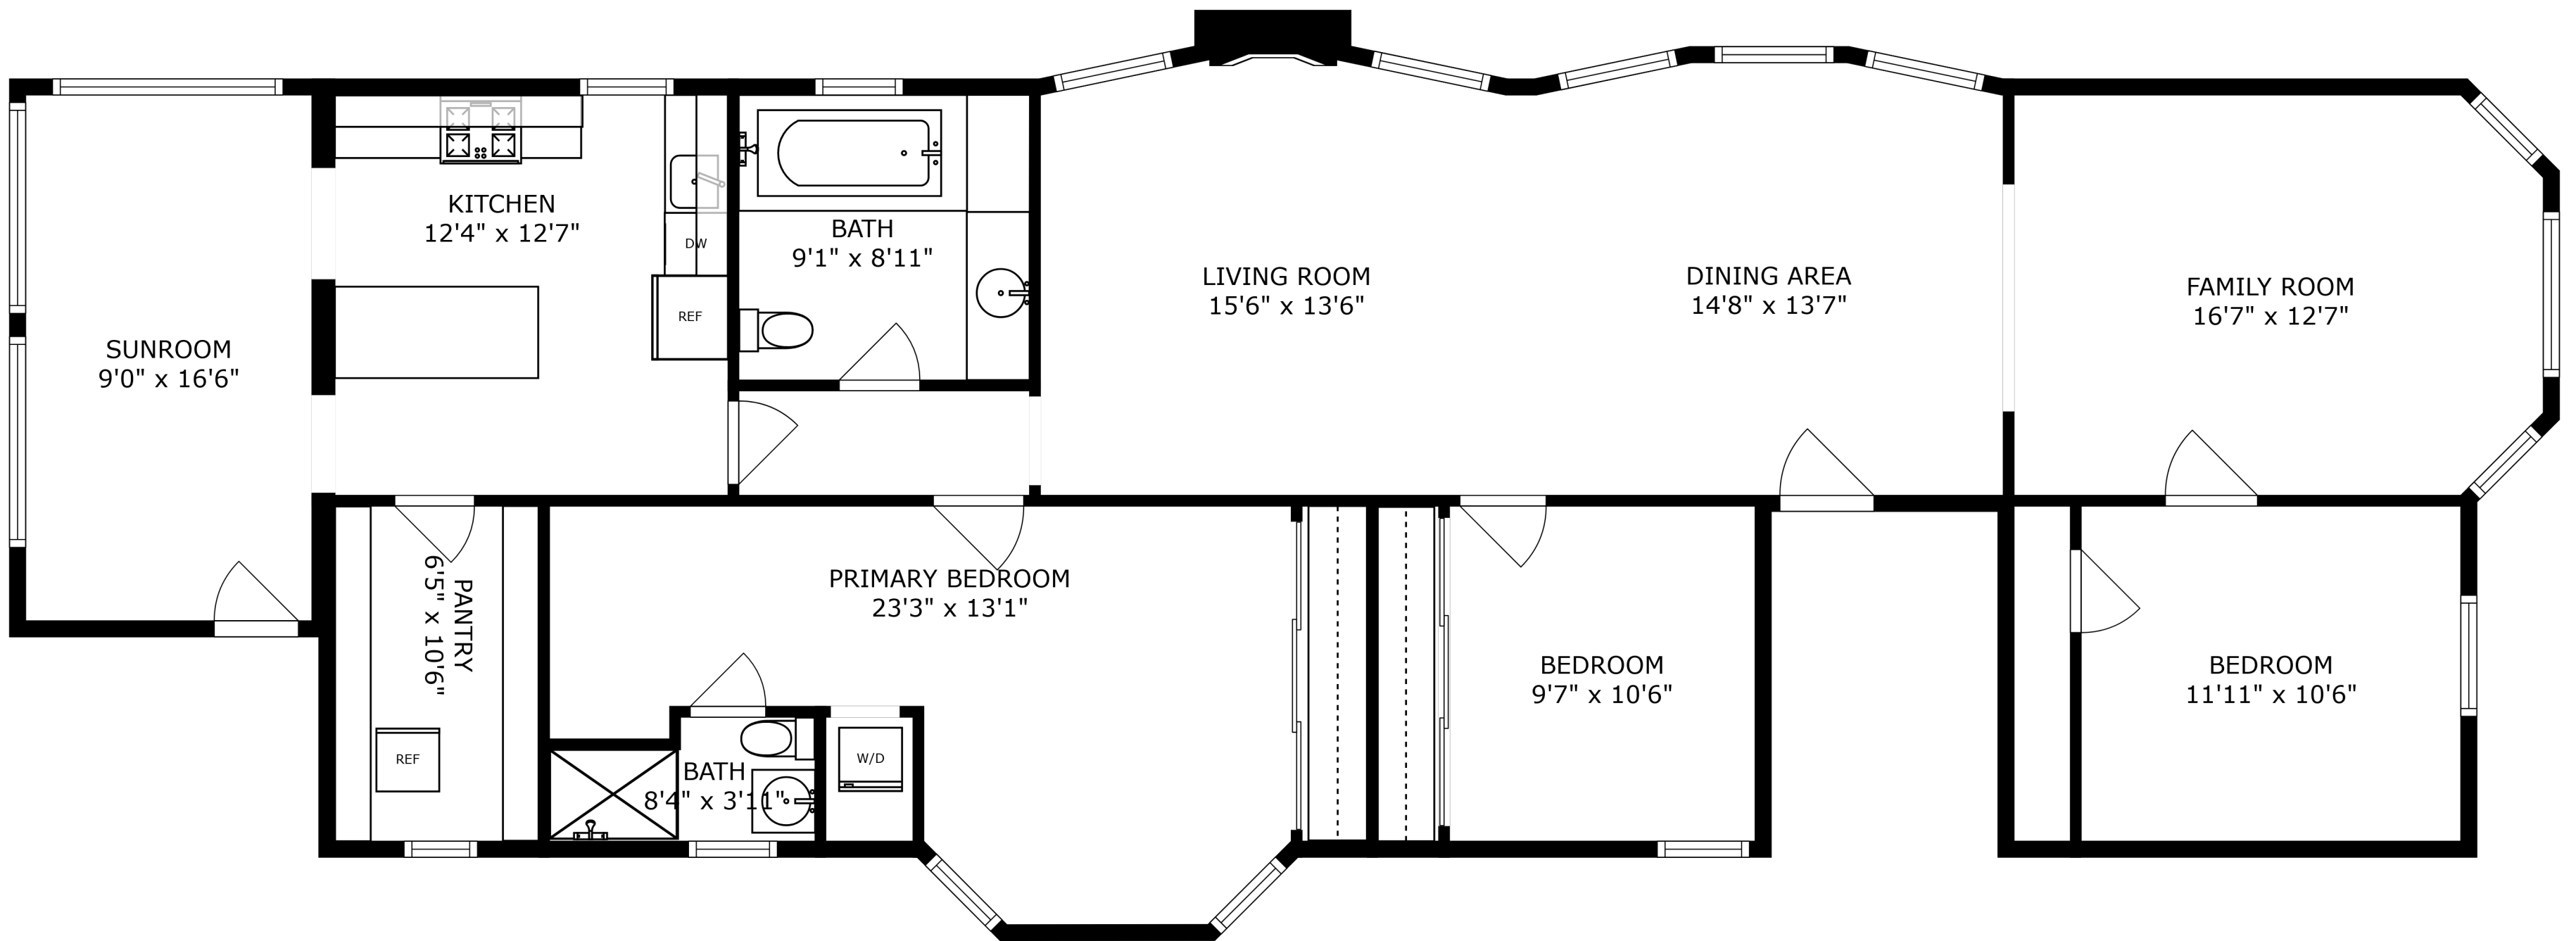 KITCHEN
12'4" x 12'7"
DW
REF
BATH
9'1" x 8'11"
LIVING ROOM
15'6" x 13'6"
DINING AREA
14'8" x 13'7"
FAMILY ROOM
16'7" x 12'7"
SUNROOM
9'0" x 16'6"
PANTRY
6'5" x 10'6"
REF
PRIMARY BEDROOM
23'3" x 13'1"
BATH
8'4" x 3'11"
W/D
BEDROOM
9'7" x 10'6"
BEDROOM
11'11" x 10'6"